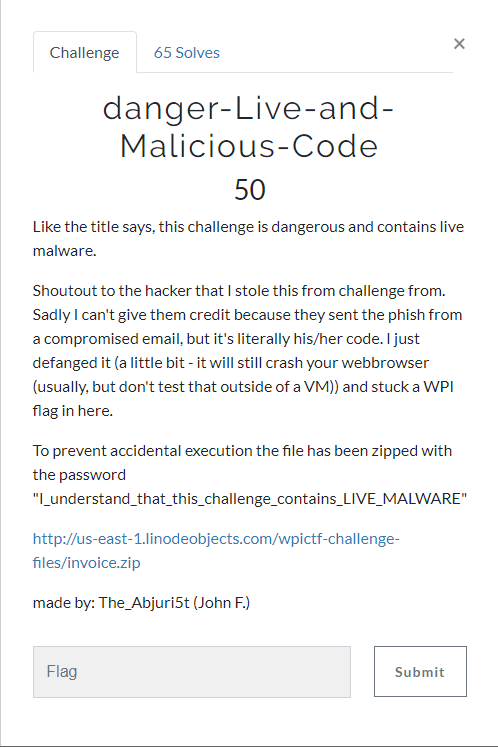 Challenge
65 Solves
×
danger-Live-and-
Malicious-Code
50
Like the title says, this challenge is dangerous and contains live
malware.
Shoutout to the hacker that I stole this from challenge from.
Sadly I can't give them credit because they sent the phish from
a compromised email, but it's literally his/her code. I just
defanged it (a little bit - it will still crash your webbrowser
(usually, but don't test that outside of a VM)) and stuck a WPI
flag in here.
To prevent accidental execution the file has been zipped with
the password
"I_understand_that_this_challenge_contains_LIVE_MALWARE"
http://us-east-1.linodeobjects.com/wpictf-challenge-
files/invoice.zip
made by: The_Abjuri5t (John F.)
Flag
Submit